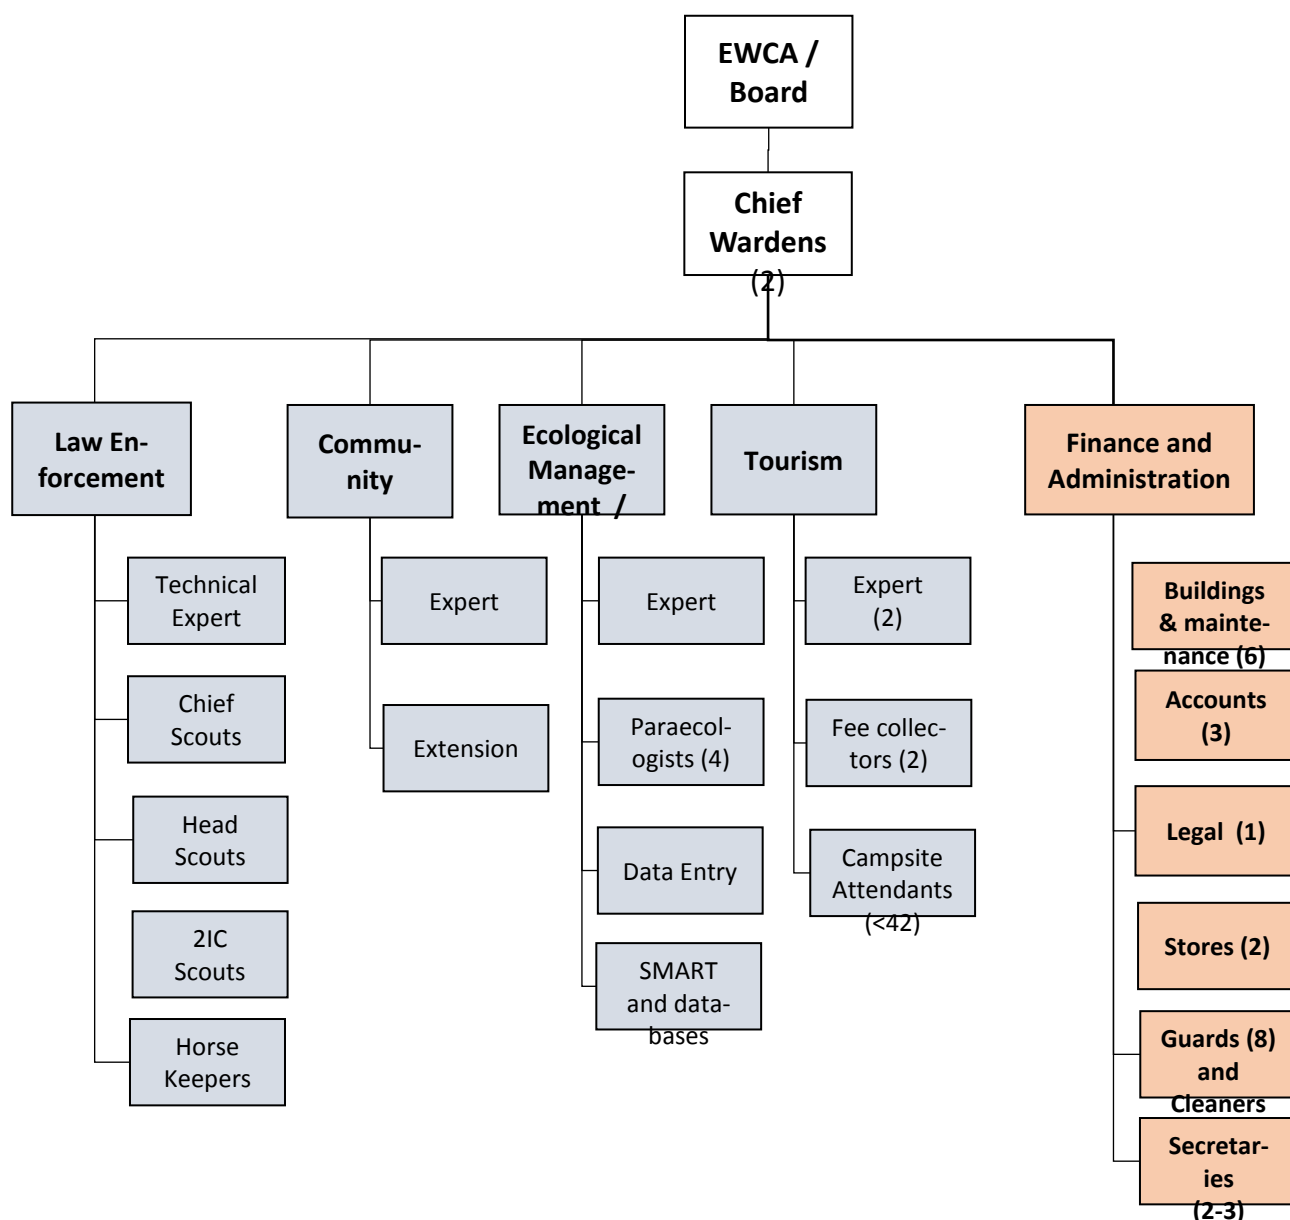 EWCA /
Board
Chief
Wardens
(2)
Law En-
forcement
Commu-
nity
Ecological
Manage-
ment /
Tourism
Finance and
Administration
Technical
Expert
Chief
Scouts
Head
Scouts
2IC
Scouts
Horse
Keepers
Expert
Extension
Expert
Paraecol-
ogists (4)
Data Entry
SMART
and data-
bases
Expert
(2)
Fee collec-
tors (2)
Campsite
Attendants
(<42)
Buildings
& mainte-
nance (6)
Accounts
(3)
Legal (1)
Stores (2)
Guards (8)
and
Cleaners
Secretar-
ies
(2-3)